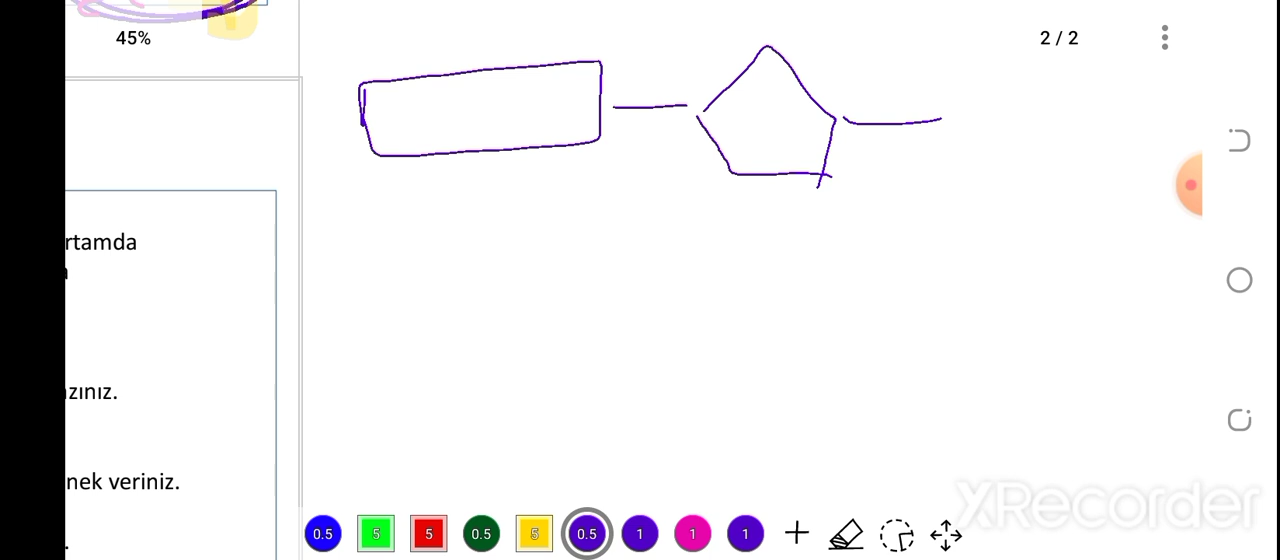 45%
2 / 2
rtamda
zınız.
nek veriniz.
0.5 5 5 0.5 5 0.5 1 1 1
XRecorder